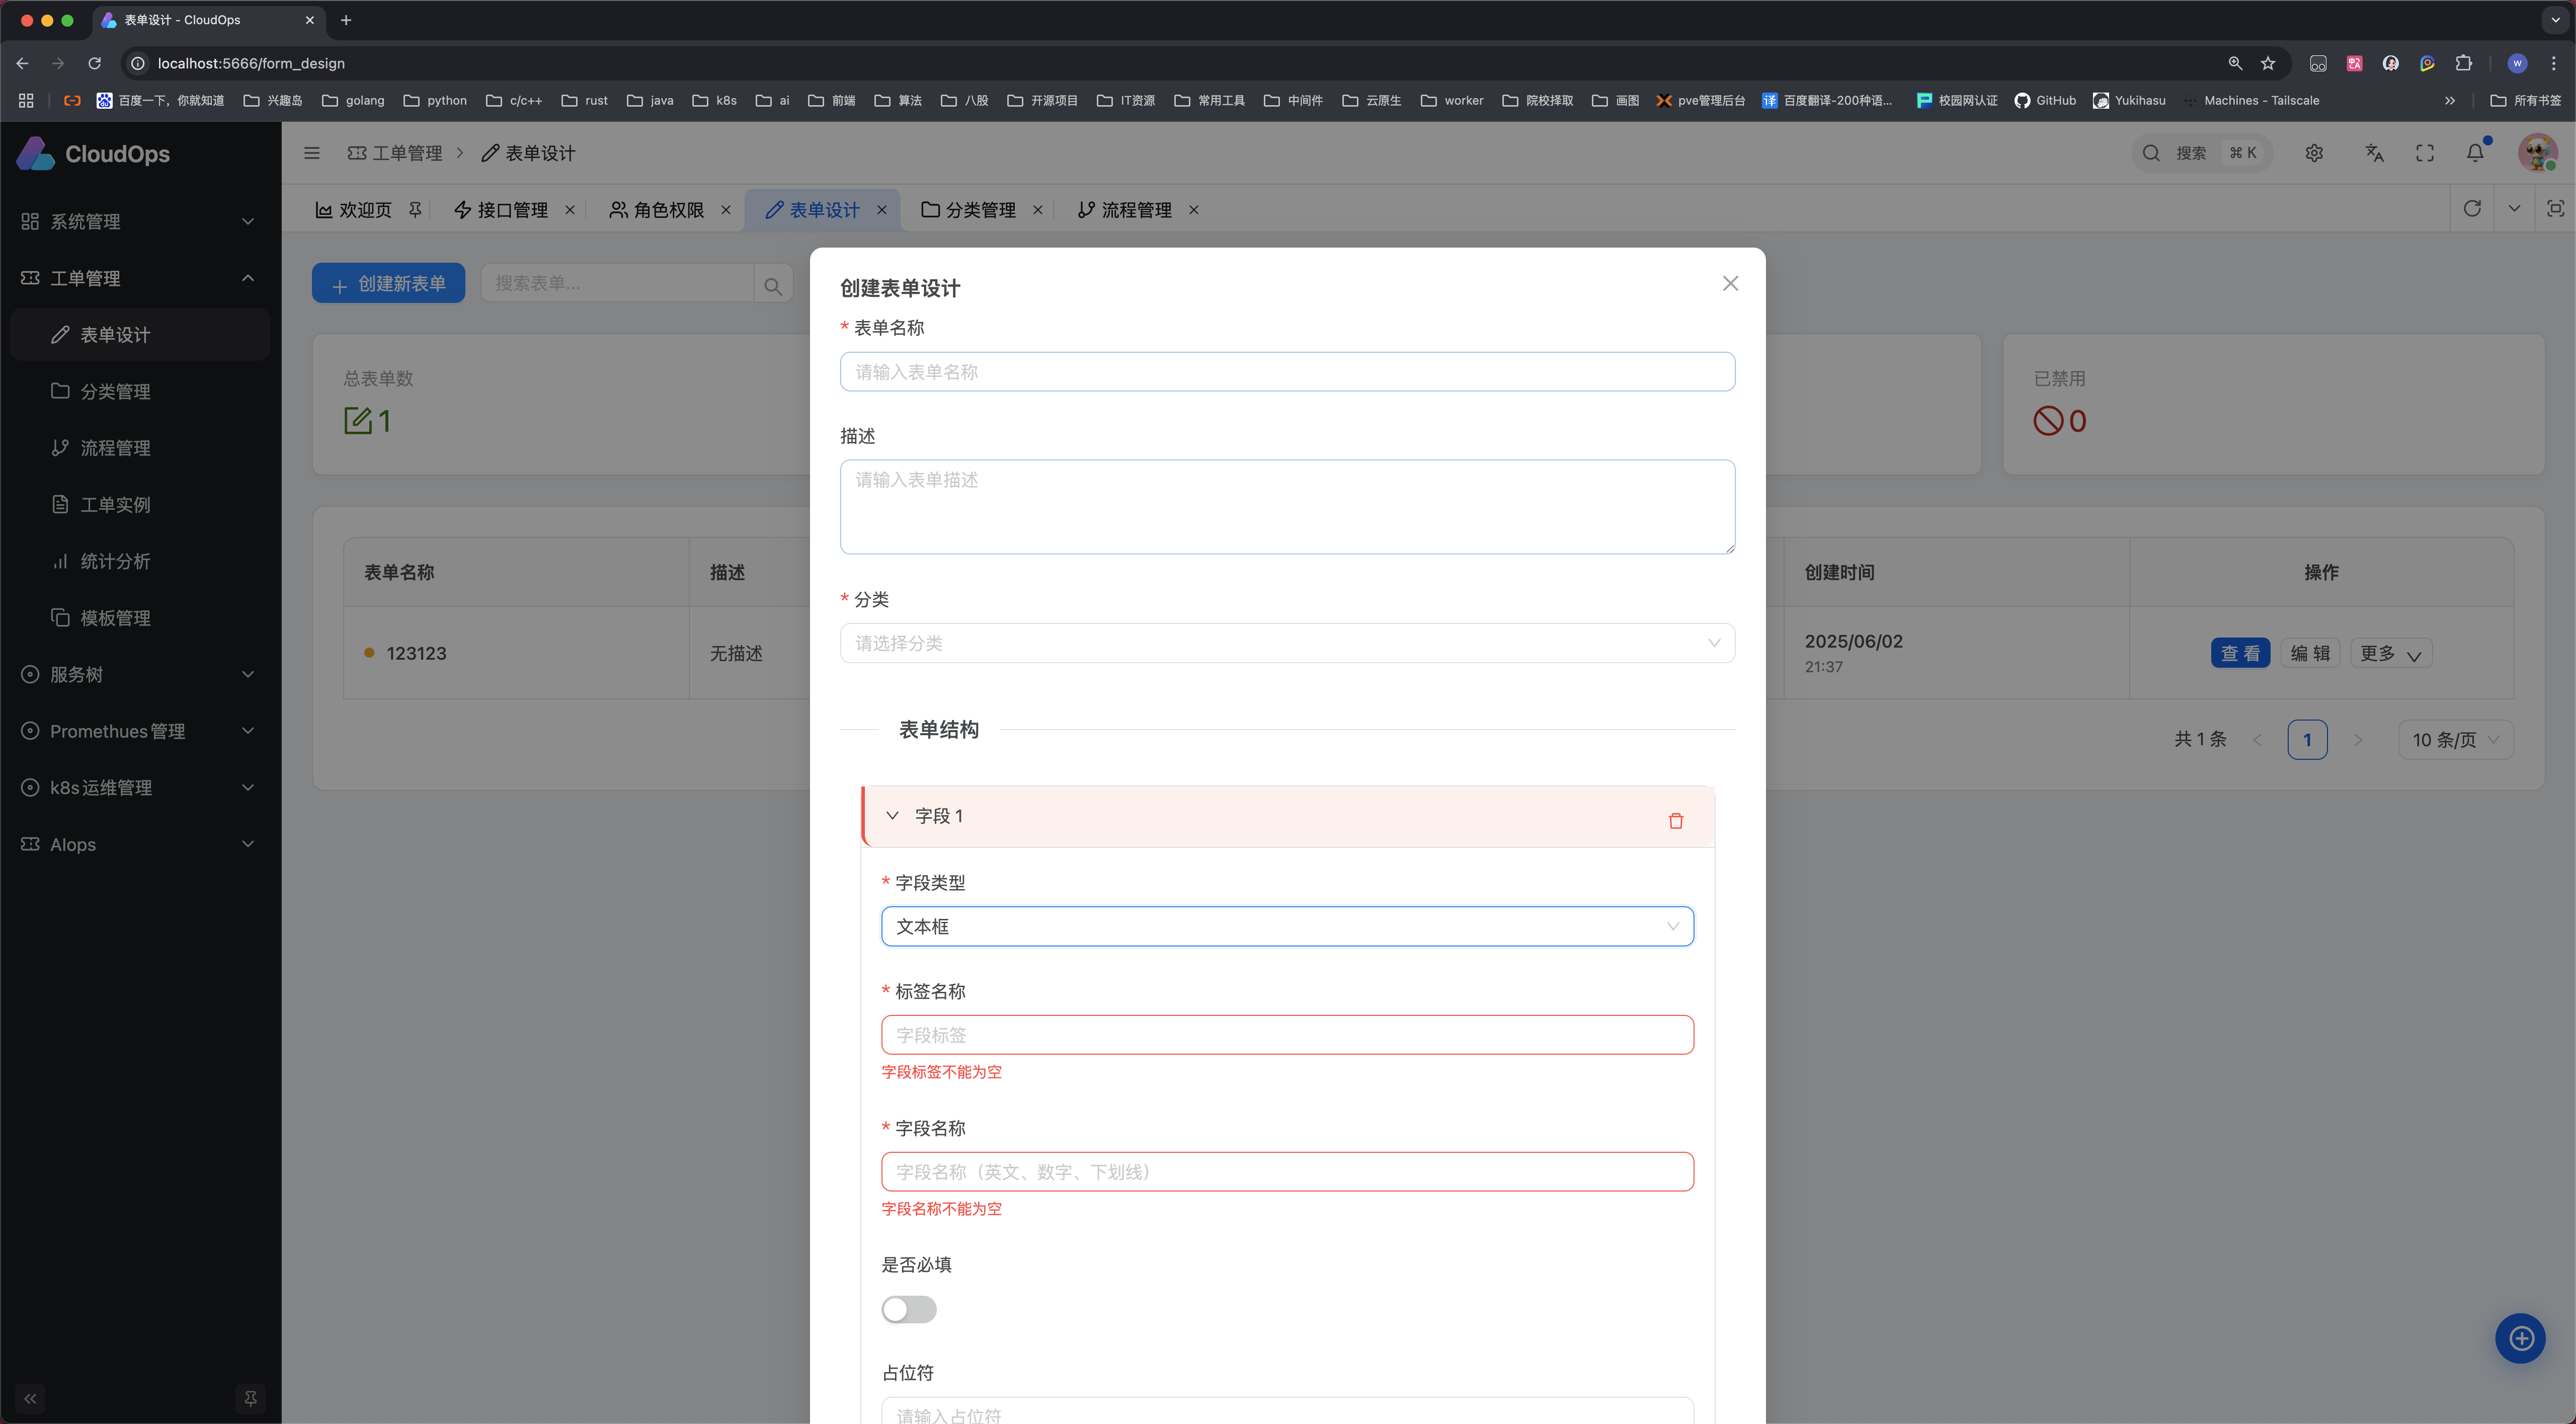 表单设计 - CloudOps
localhost:5666/form_design
W
百度一下，你就知道 兴趣岛 golang python c/c++ rust java k8s ai 前端 算法 八股 开源项目 IT资源 常用工具 中间件 云原生 worker 院校择取 画图 pve管理后台 译 百度翻译-200种语... 校园网认证 GitHub Yukihasu Machines - Tailscale » 所有书签
CloudOps
工单管理 > 表单设计
搜索 ⌘ K
欢迎页 接口管理 角色权限 表单设计 分类管理 流程管理
系统管理
工单管理
表单设计
分类管理
流程管理
工单实例
统计分析
模板管理
服务树
Promethues管理
k8s运维管理
AIops
创建新表单
搜索表单...
总表单数
1
已禁用
0
表单名称 描述 创建时间 操作
123123 无描述 2025/06/02 查 看 编 辑 更多
21:37
共 1 条 1 10 条/页
创建表单设计
* 表单名称
请输入表单名称
描述
请输入表单描述
* 分类
请选择分类
表单结构
字段 1
* 字段类型
文本框
* 标签名称
字段标签
字段标签不能为空
* 字段名称
字段名称（英文、数字、下划线）
字段名称不能为空
是否必填
占位符
请输入占位符